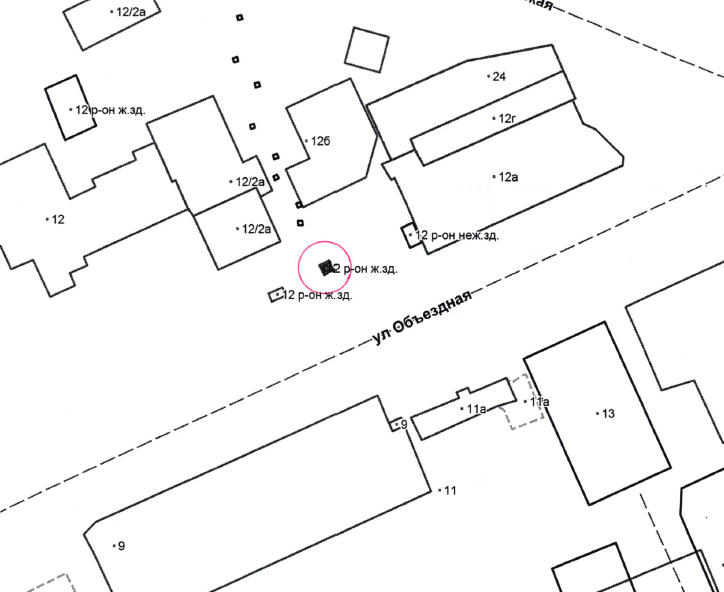 ская
12/2а
24
12 р-он ж.зд.
12г
12б
12а
12/2а
12
12/2а
12 р-он неж.зд.
12 р-он ж.зд.
12 р-он ж.зд.
ул Объездная
11а
11а
13
9
11
9